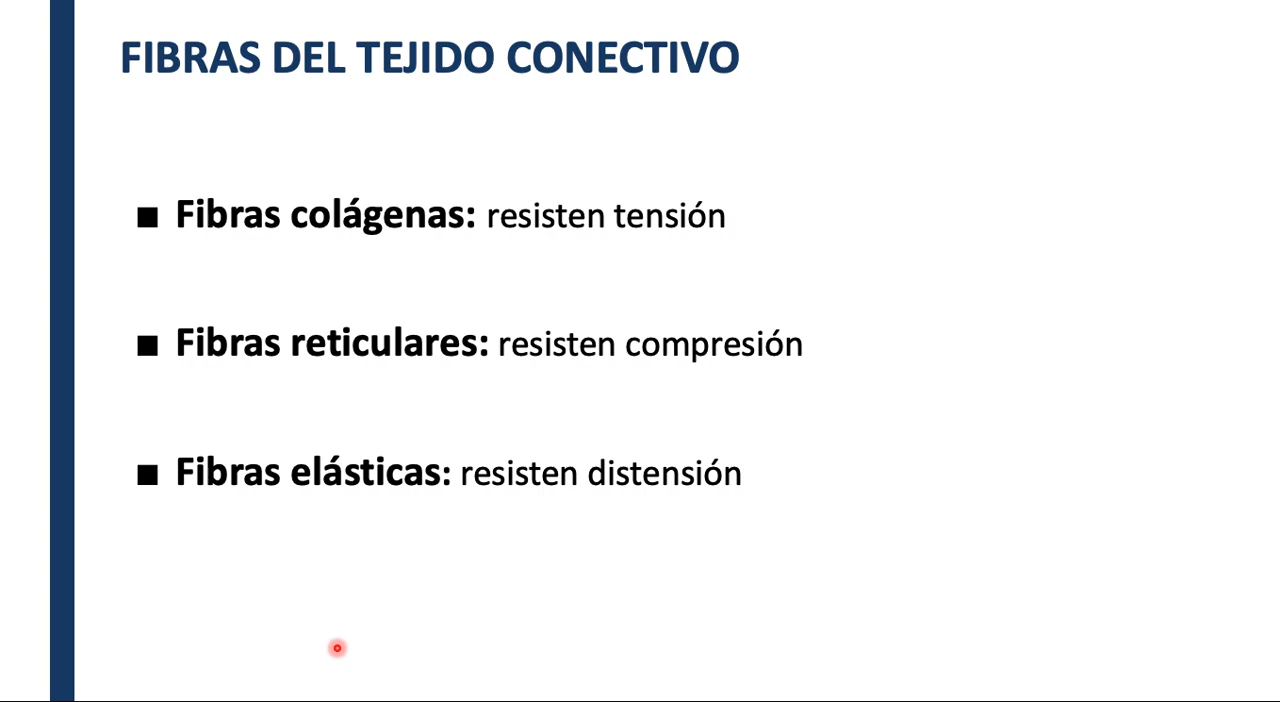 FIBRAS DEL TEJIDO CONECTIVO
■ Fibras colágenas: resisten tensión
■ Fibras reticulares: resisten compresión
■ Fibras elásticas: resisten distensión